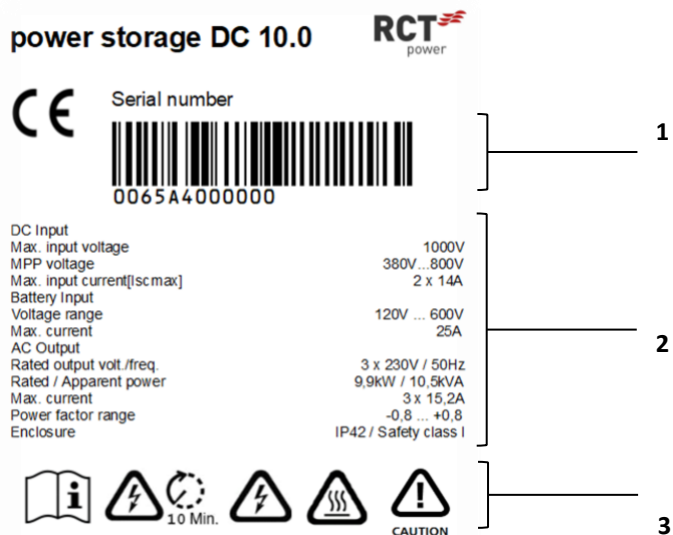 power storage DC 10.0
RCT
power
CE
Serial number
1
0065A4000000
DC Input
Max. input voltage 1000V
MPP voltage 380V...800V
Max. input current[Iscmax] 2 x 14A
Battery Input
Voltage range 120V ... 600V
Max. current 25A
AC Output
2
Rated output volt./freq. 3 x 230V / 50Hz
Rated / Apparent power 9,9kW / 10,5kVA
Max. current 3 x 15,2A
Power factor range -0,8 ... +0,8
Enclosure IP42 / Safety class I
i
10 Min.
!
CAUTION
3